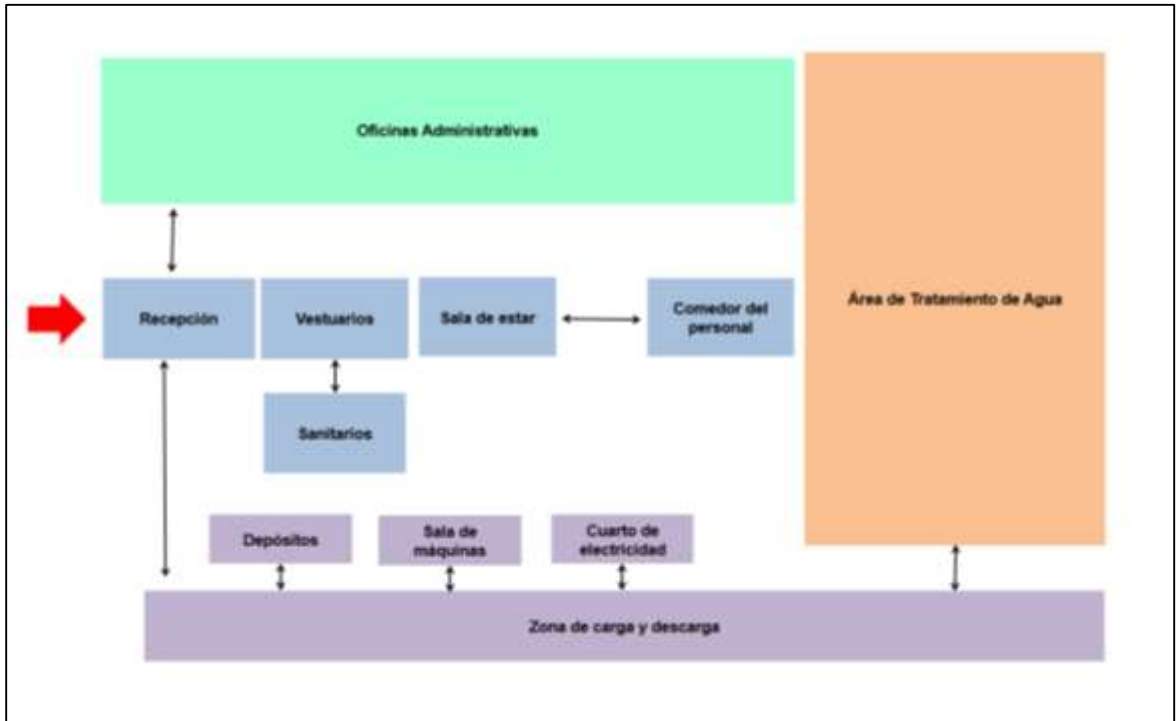 Oficinas Administrativas
Área de Tratamiento de Agua
Recepción
Vestuarios
Sala de estar
Comedor del
personal
Sanitarios
Depósitos
Sala de
máquinas
Cuarto de
electricidad
Zona de carga y descarga